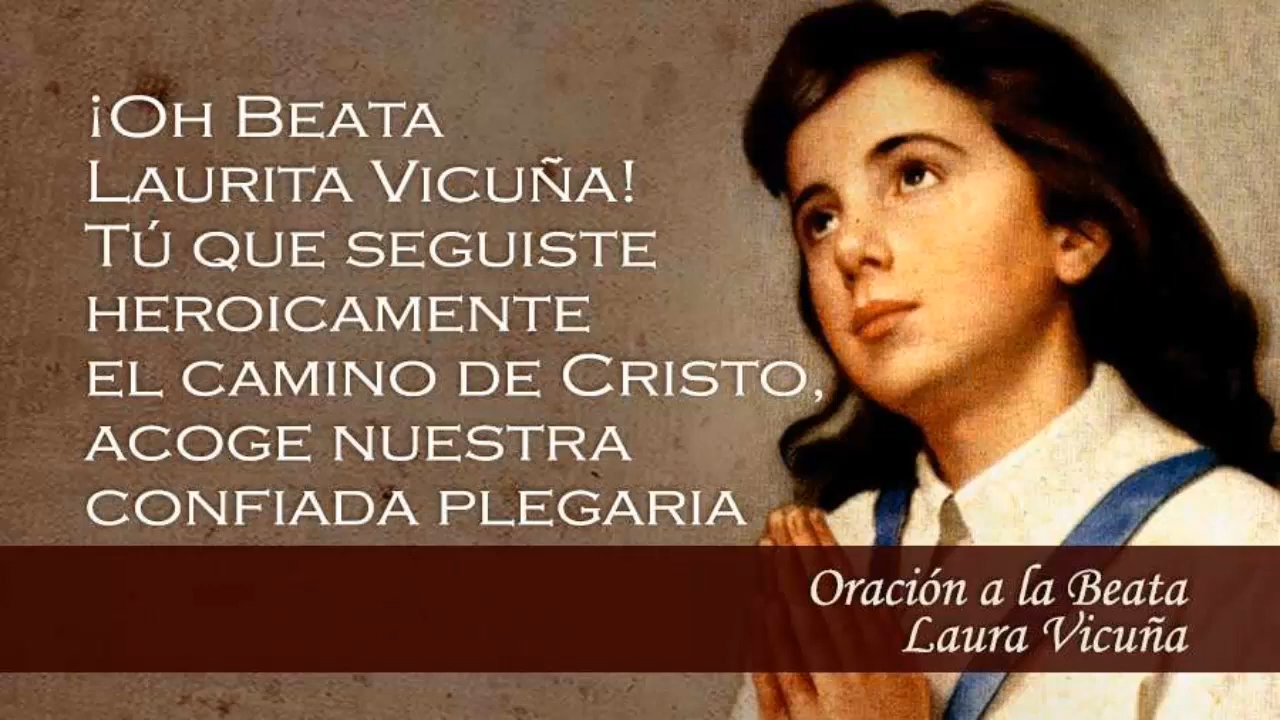 ¡Oh Beata
Laurita Vicuña!
Tú que seguiste
heroicamente
el camino de Cristo,
acoge nuestra
confiada plegaria
Oración a la Beata
Laura Vicuña